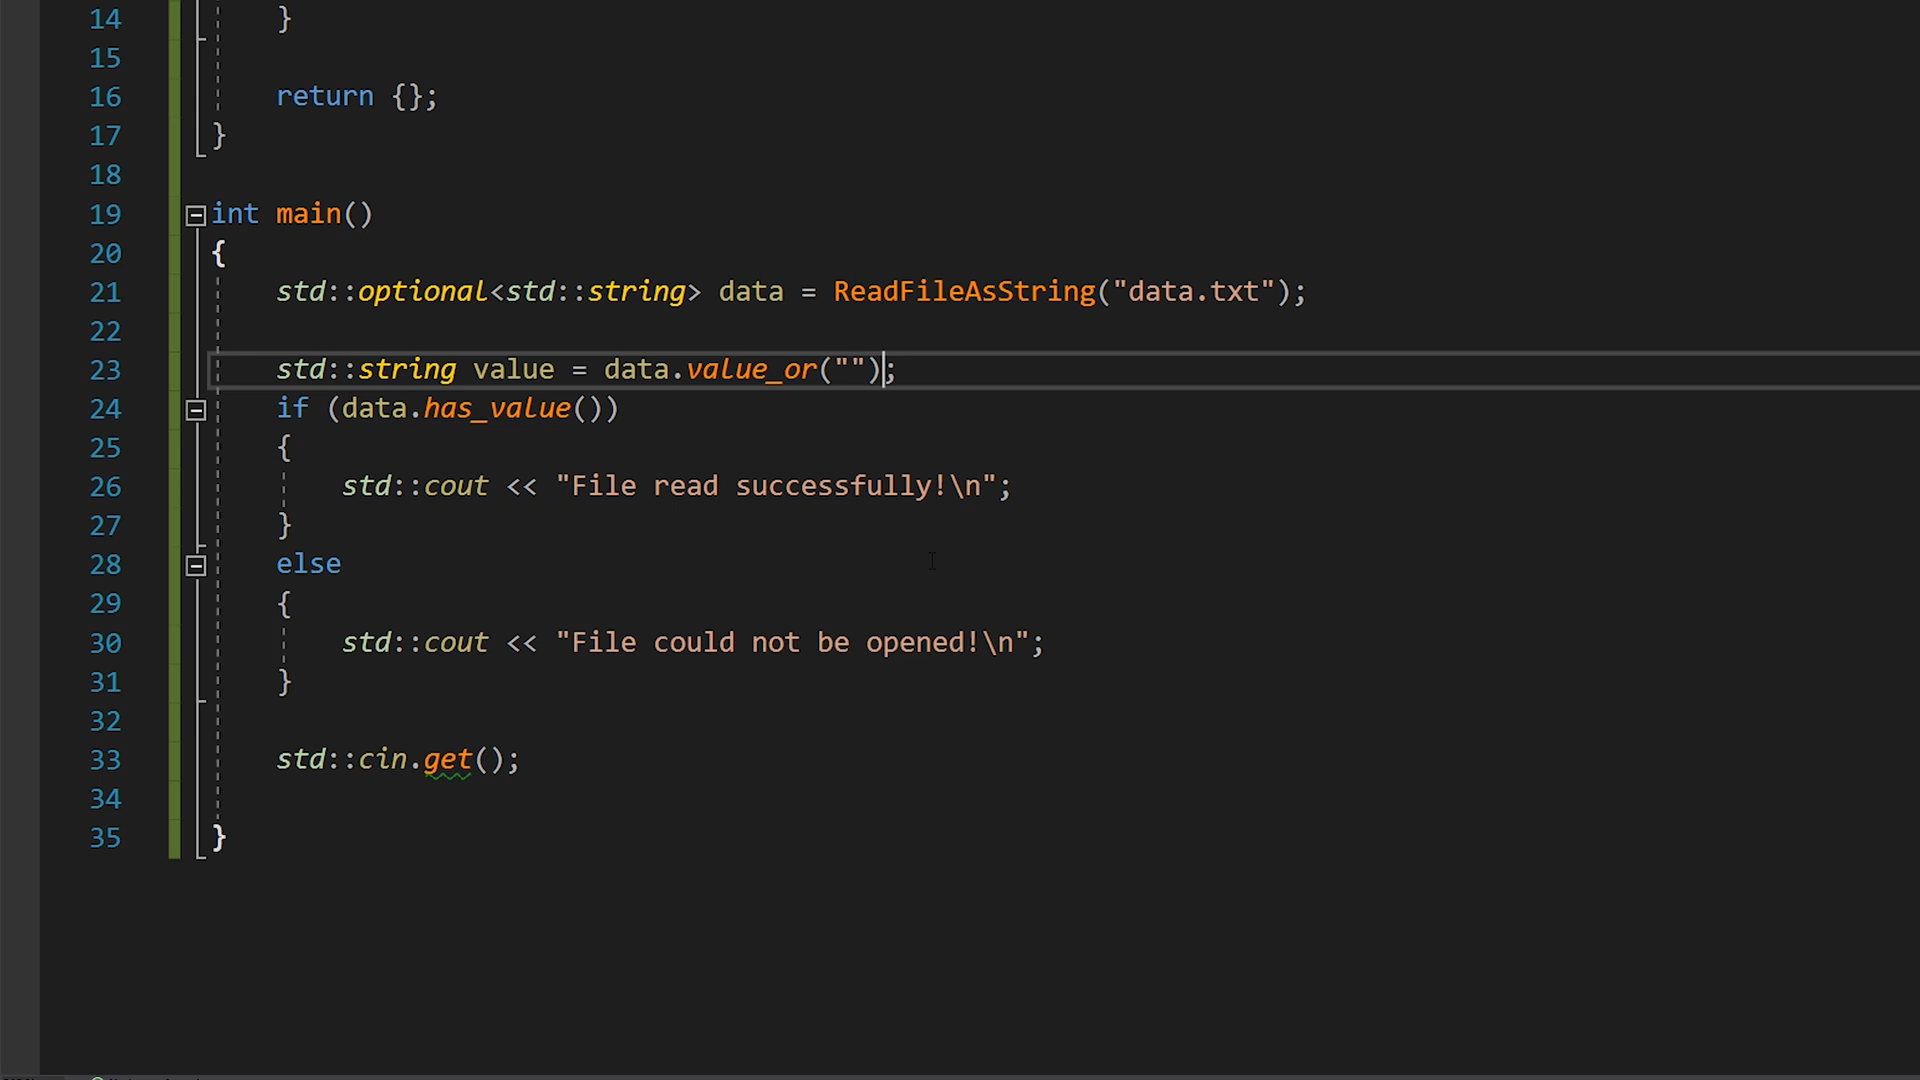 14 }
15
16 return {};
17 }
18
19 int main()
20 {
21 std::optional<std::string> data = ReadFileAsString("data.txt");
22
23 std::string value = data.value_or("");
24 if (data.has_value())
25 {
26 std::cout << "File read successfully!\n";
27 }
28 else
29 {
30 std::cout << "File could not be opened!\n";
31 }
32
33 std::cin.get();
34
35 }